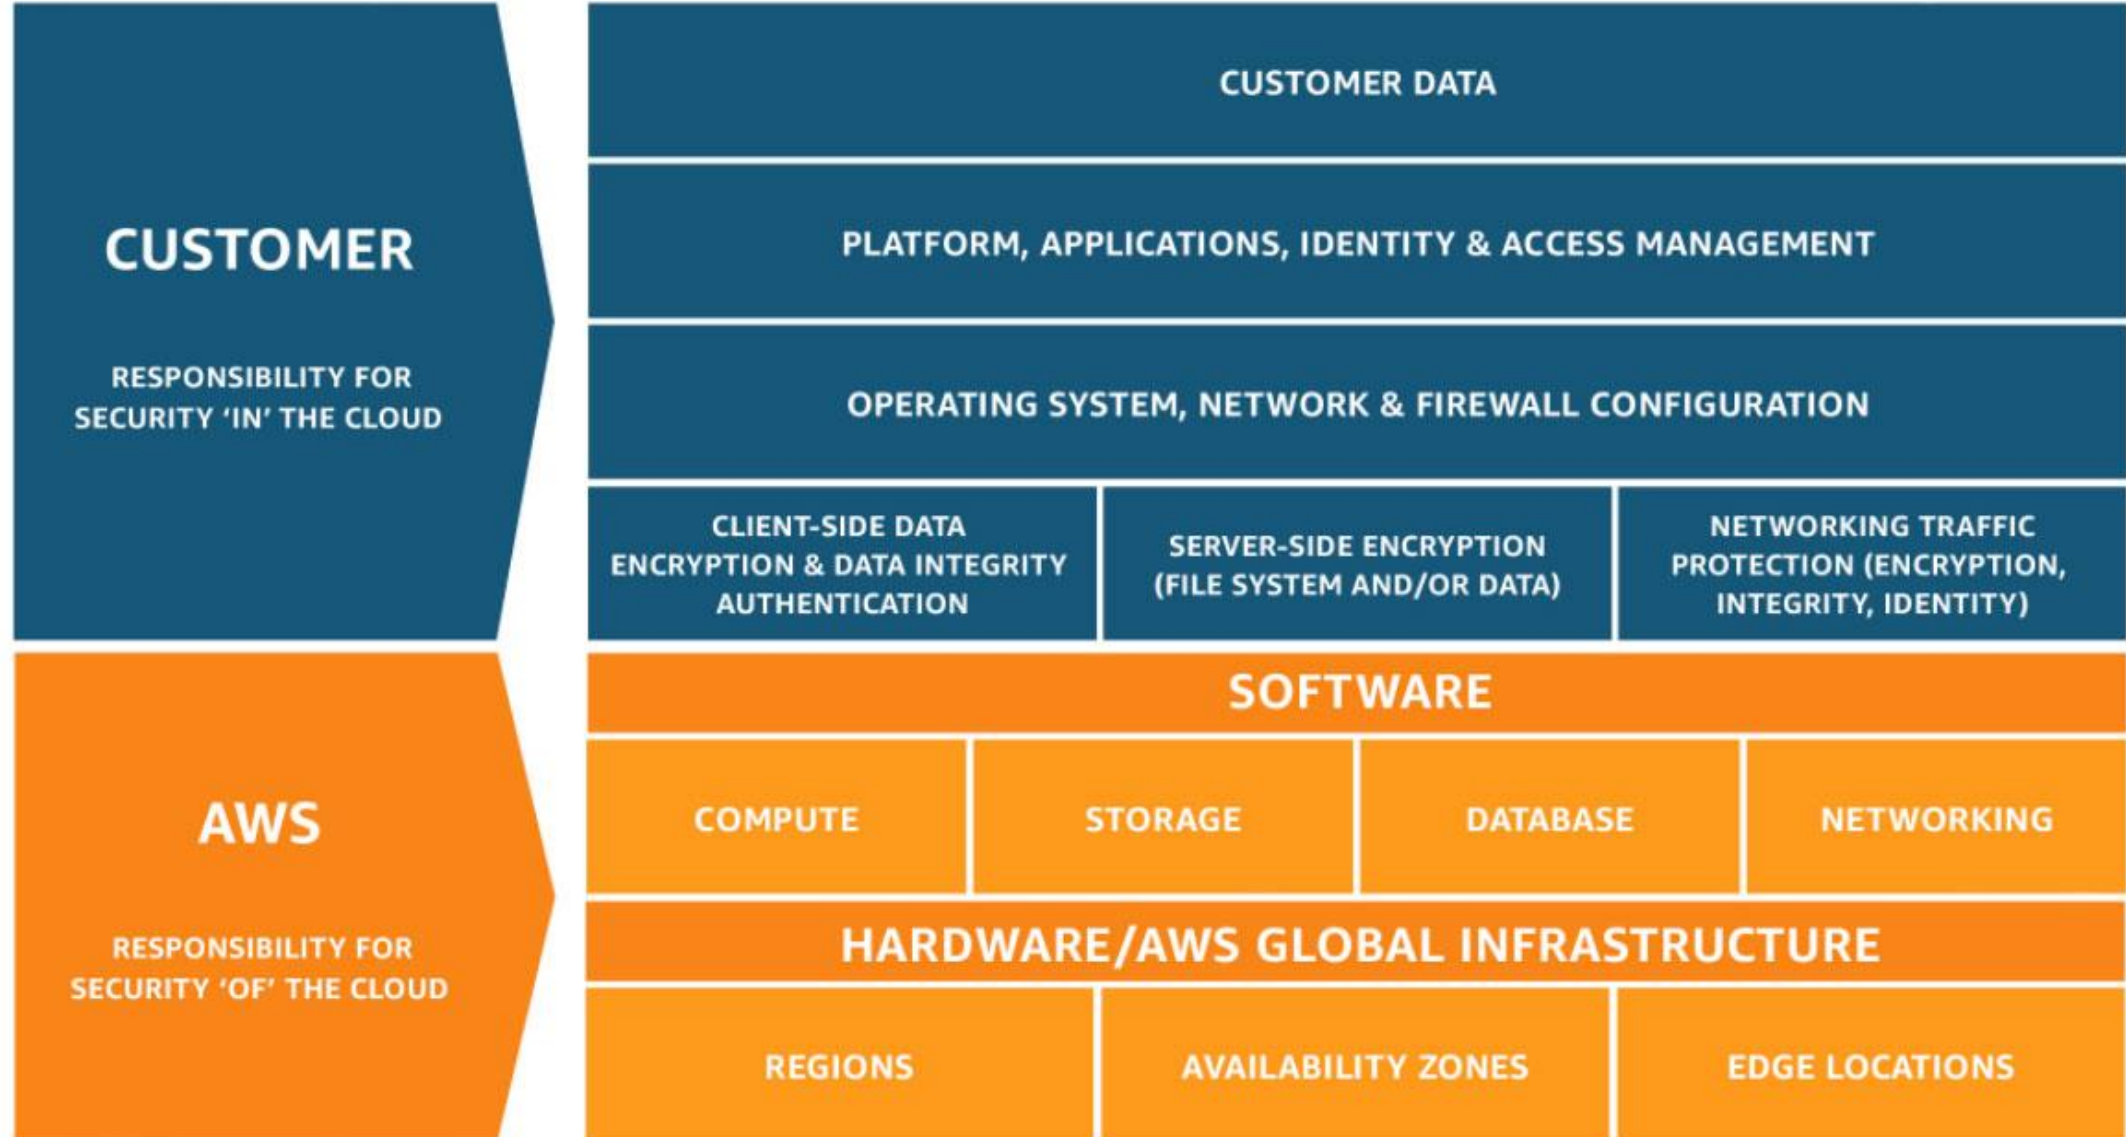 CUSTOMER
RESPONSIBILITY FOR
SECURITY ‘IN’ THE CLOUD
CUSTOMER DATA
PLATFORM, APPLICATIONS, IDENTITY & ACCESS MANAGEMENT
OPERATING SYSTEM, NETWORK & FIREWALL CONFIGURATION
CLIENT-SIDE DATA
ENCRYPTION & DATA INTEGRITY
AUTHENTICATION
SERVER-SIDE ENCRYPTION
(FILE SYSTEM AND/OR DATA)
NETWORKING TRAFFIC
PROTECTION (ENCRYPTION,
INTEGRITY, IDENTITY)
AWS
RESPONSIBILITY FOR
SECURITY ‘OF’ THE CLOUD
SOFTWARE
COMPUTE
STORAGE
DATABASE
NETWORKING
HARDWARE/AWS GLOBAL INFRASTRUCTURE
REGIONS
AVAILABILITY ZONES
EDGE LOCATIONS